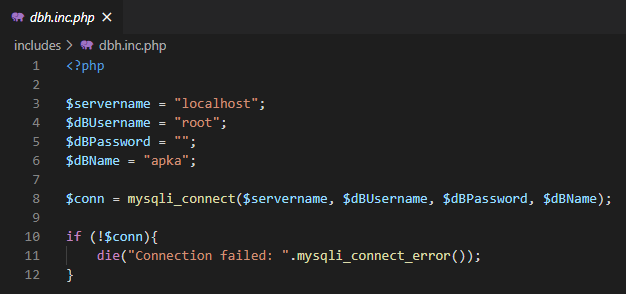 dbh.inc.php ×
includes > dbh.inc.php
1 <?php
2
3 $servername = "localhost";
4 $dBUsername = "root";
5 $dBPassword = "";
6 $dBName = "apka";
7
8 $conn = mysqli_connect($servername, $dBUsername, $dBPassword, $dBName);
9
10 if (!$conn){
11     die("Connection failed: ".mysqli_connect_error());
12 }